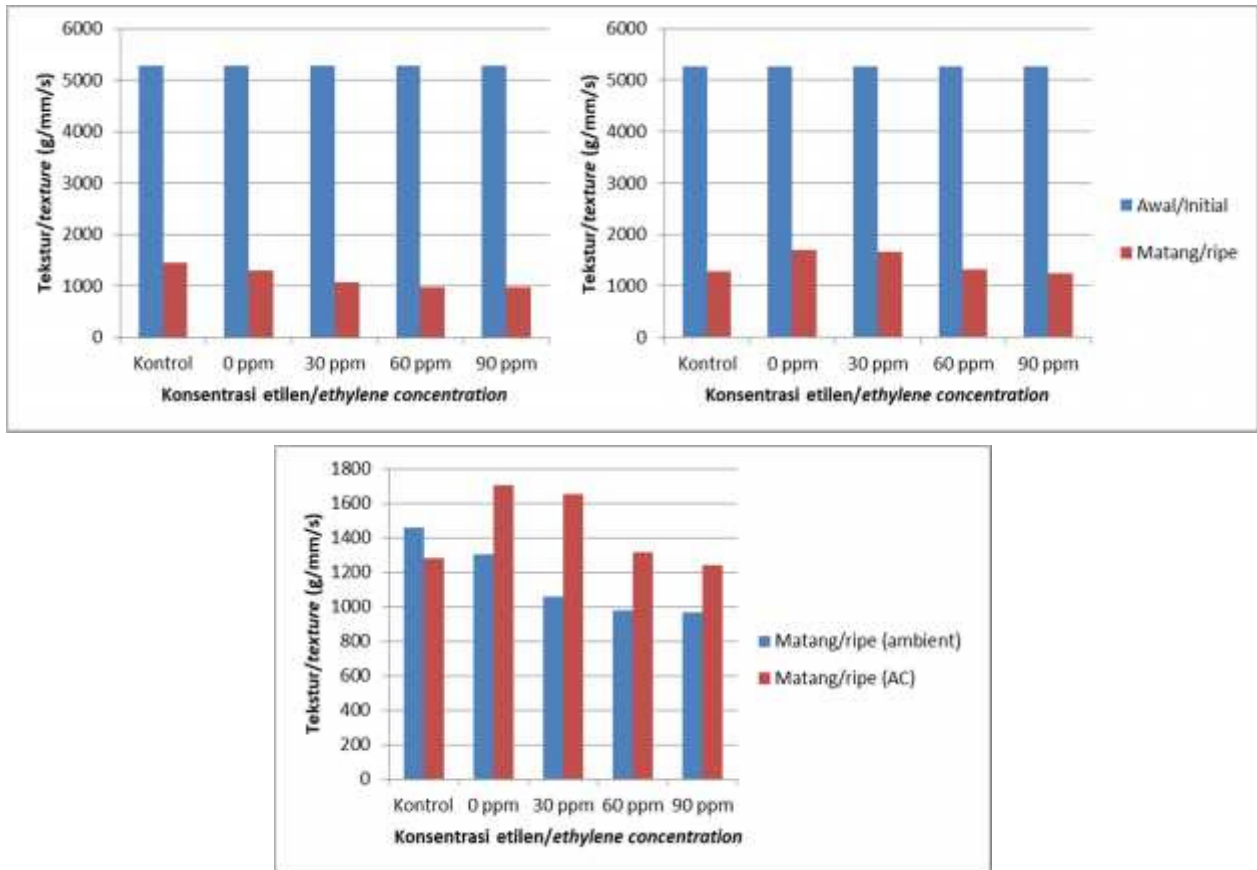 6000
5000
4000
3000
2000
1000
0
Tekstur/texture (g/mm/s)
Kontrol 0 ppm 30 ppm 60 ppm 90 ppm
Konsentrasi etilen/ethylene concentration
6000
5000
4000
3000
2000
1000
0
Tekstur/texture (g/mm/s)
Kontrol 0 ppm 30 ppm 60 ppm 90 ppm
Konsentrasi etilen/ethylene concentration
Awal/Initial
Matang/ripe
1800
1600
1400
1200
1000
800
600
400
200
0
Tekstur/texture (g/mm/s)
Kontrol 0 ppm 30 ppm 60 ppm 90 ppm
Konsentrasi etilen/ethylene concentration
Matang/ripe (ambient)
Matang/ripe (AC)